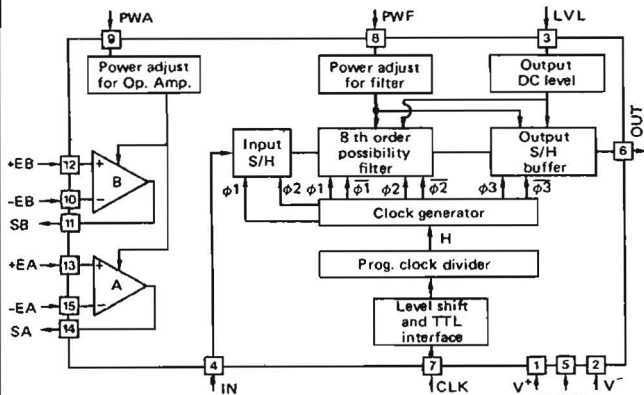 PWA
PWF
LVL
9
8
3
Power adjust
for Op. Amp.
Power adjust
for filter
Output
DC level
OUT
6
+EB
12
+
B
-EB
10
−
SB
11
+EA
13
+
A
-EA
15
−
SA
14
Input
S/H
8 th order
possibility
filter
Output
S/H
buffer
ϕ1
ϕ2
ϕ1
ϕ1̅
ϕ2
ϕ2̅
ϕ3
ϕ3̅
Clock generator
H
Prog. clock divider
Level shift
and TTL
interface
4
7
1
5
2
IN
CLK
V+
V-